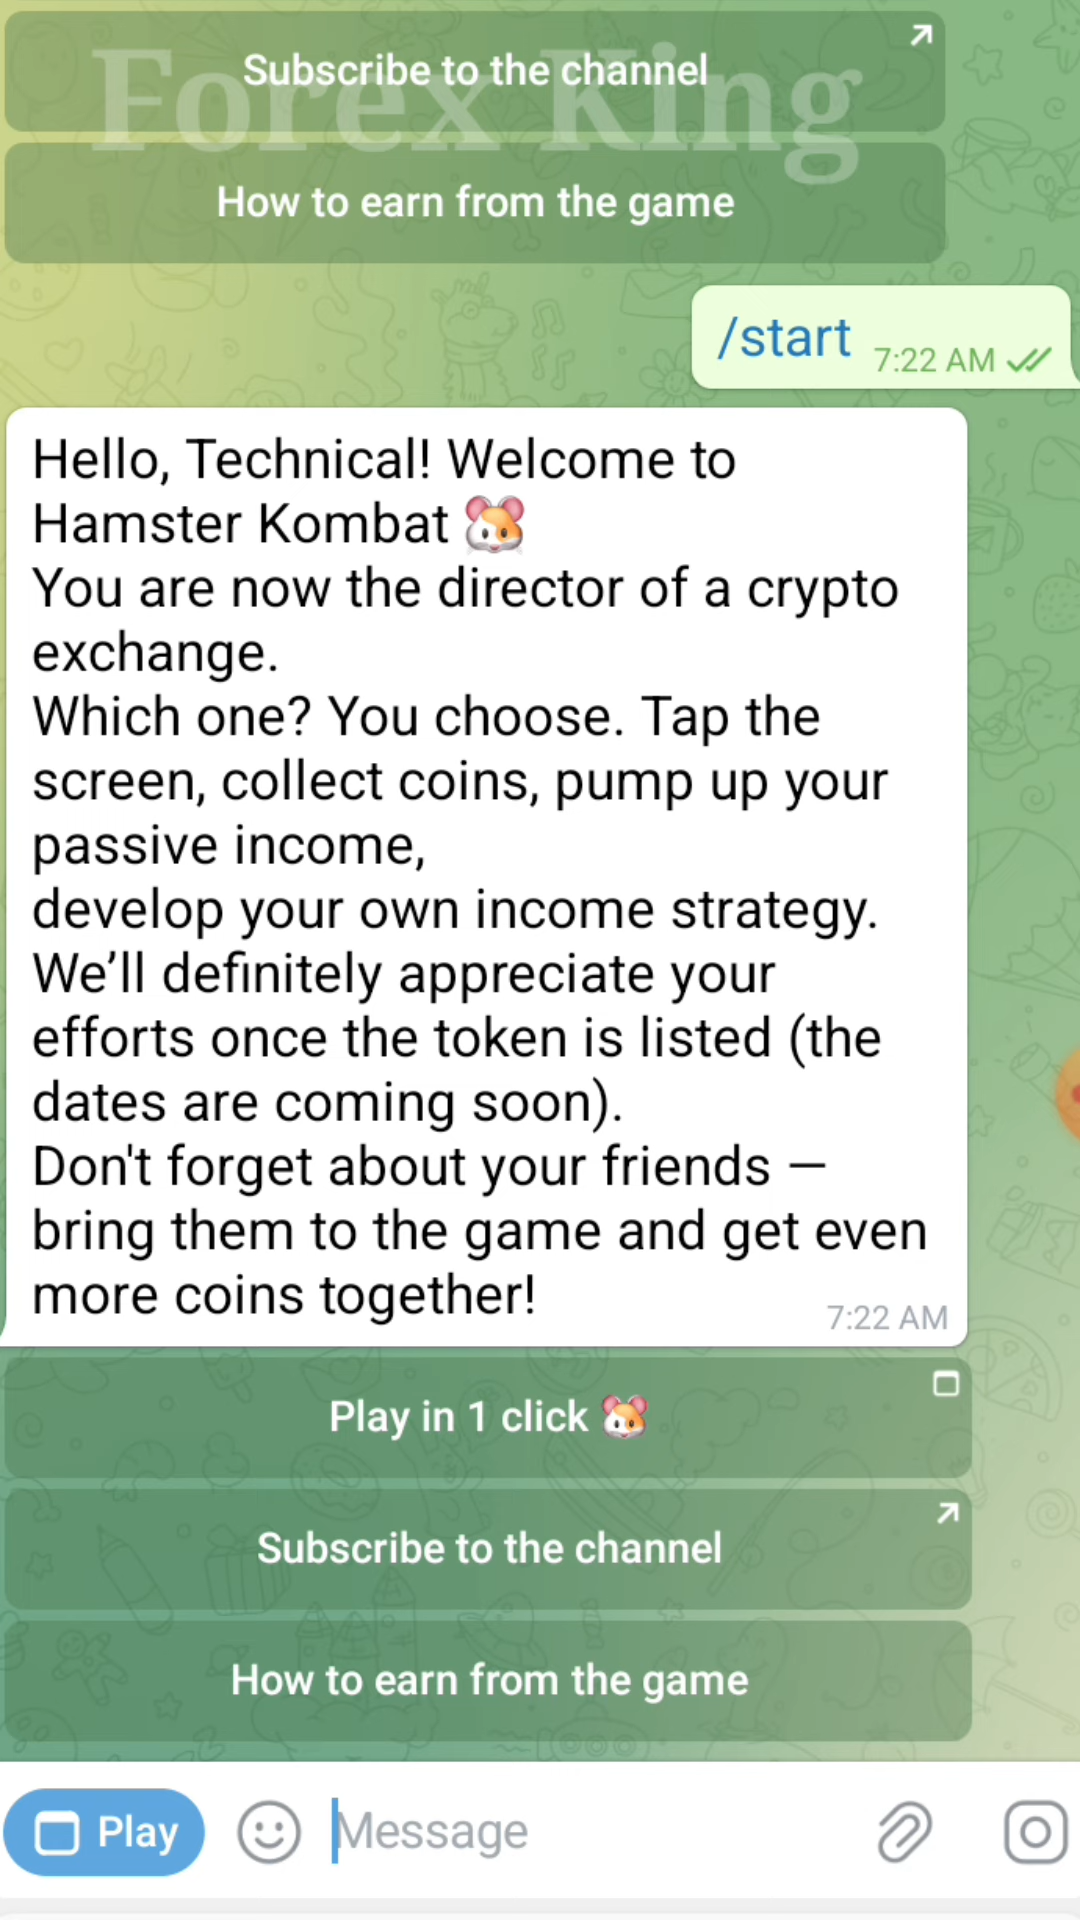 Forex King
Subscribe to the channel
How to earn from the game
/start 7:22 AM
Hello, Technical! Welcome to
Hamster Kombat 🐹
You are now the director of a crypto
exchange.
Which one? You choose. Tap the
screen, collect coins, pump up your
passive income,
develop your own income strategy.
We’ll definitely appreciate your
efforts once the token is listed (the
dates are coming soon).
Don't forget about your friends —
bring them to the game and get even
more coins together!
7:22 AM
Play in 1 click 🐹
Subscribe to the channel
How to earn from the game
Play Message